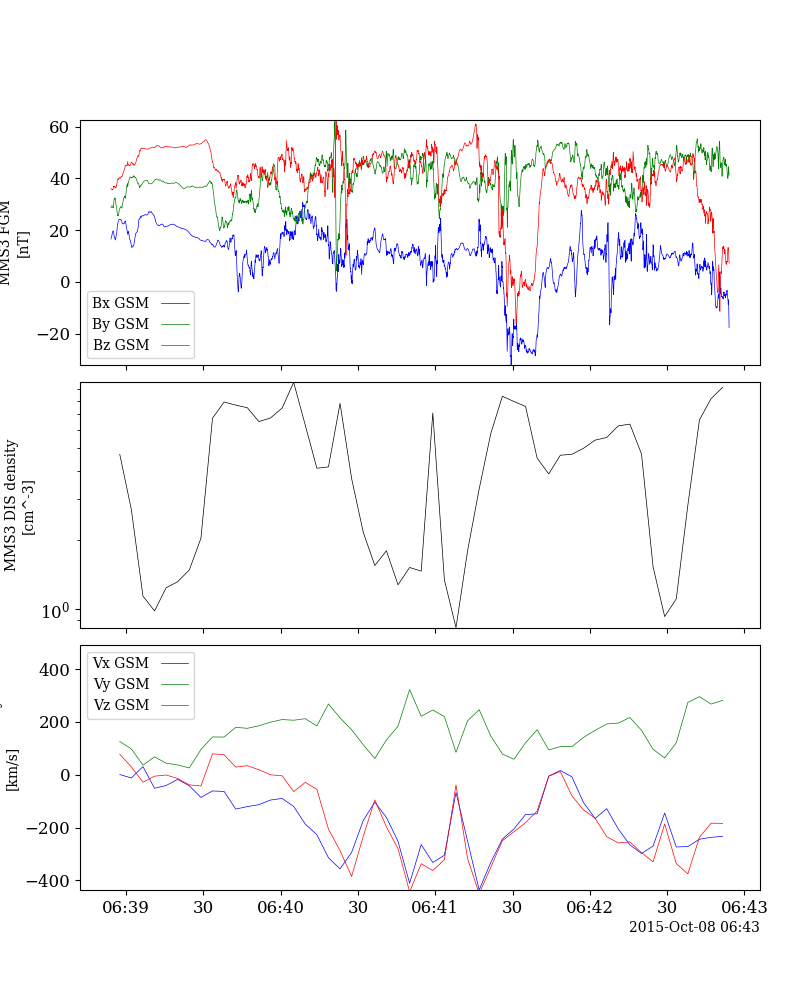 60
40
20
0
−20
MMS3 FGM
[nT]
Bx GSM
By GSM
Bz GSM
10^0
MMS3 DIS density
[cm^-3]
400
200
0
−200
−400
[km/s]
Vx GSM
Vy GSM
Vz GSM
06:39 30 06:40 30 06:41 30 06:42 30 06:43
2015-Oct-08 06:43